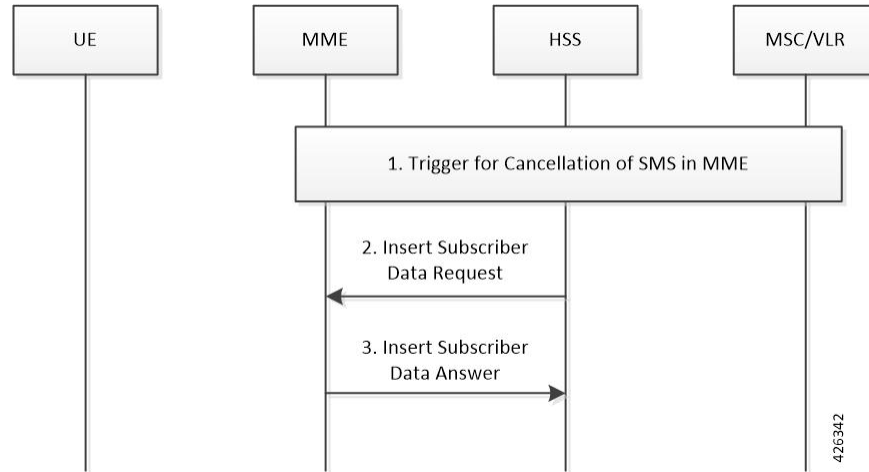 UE
MME
HSS
MSC/VLR
1. Trigger for Cancellation of SMS in MME
2. Insert Subscriber
Data Request
3. Insert Subscriber
Data Answer
426342